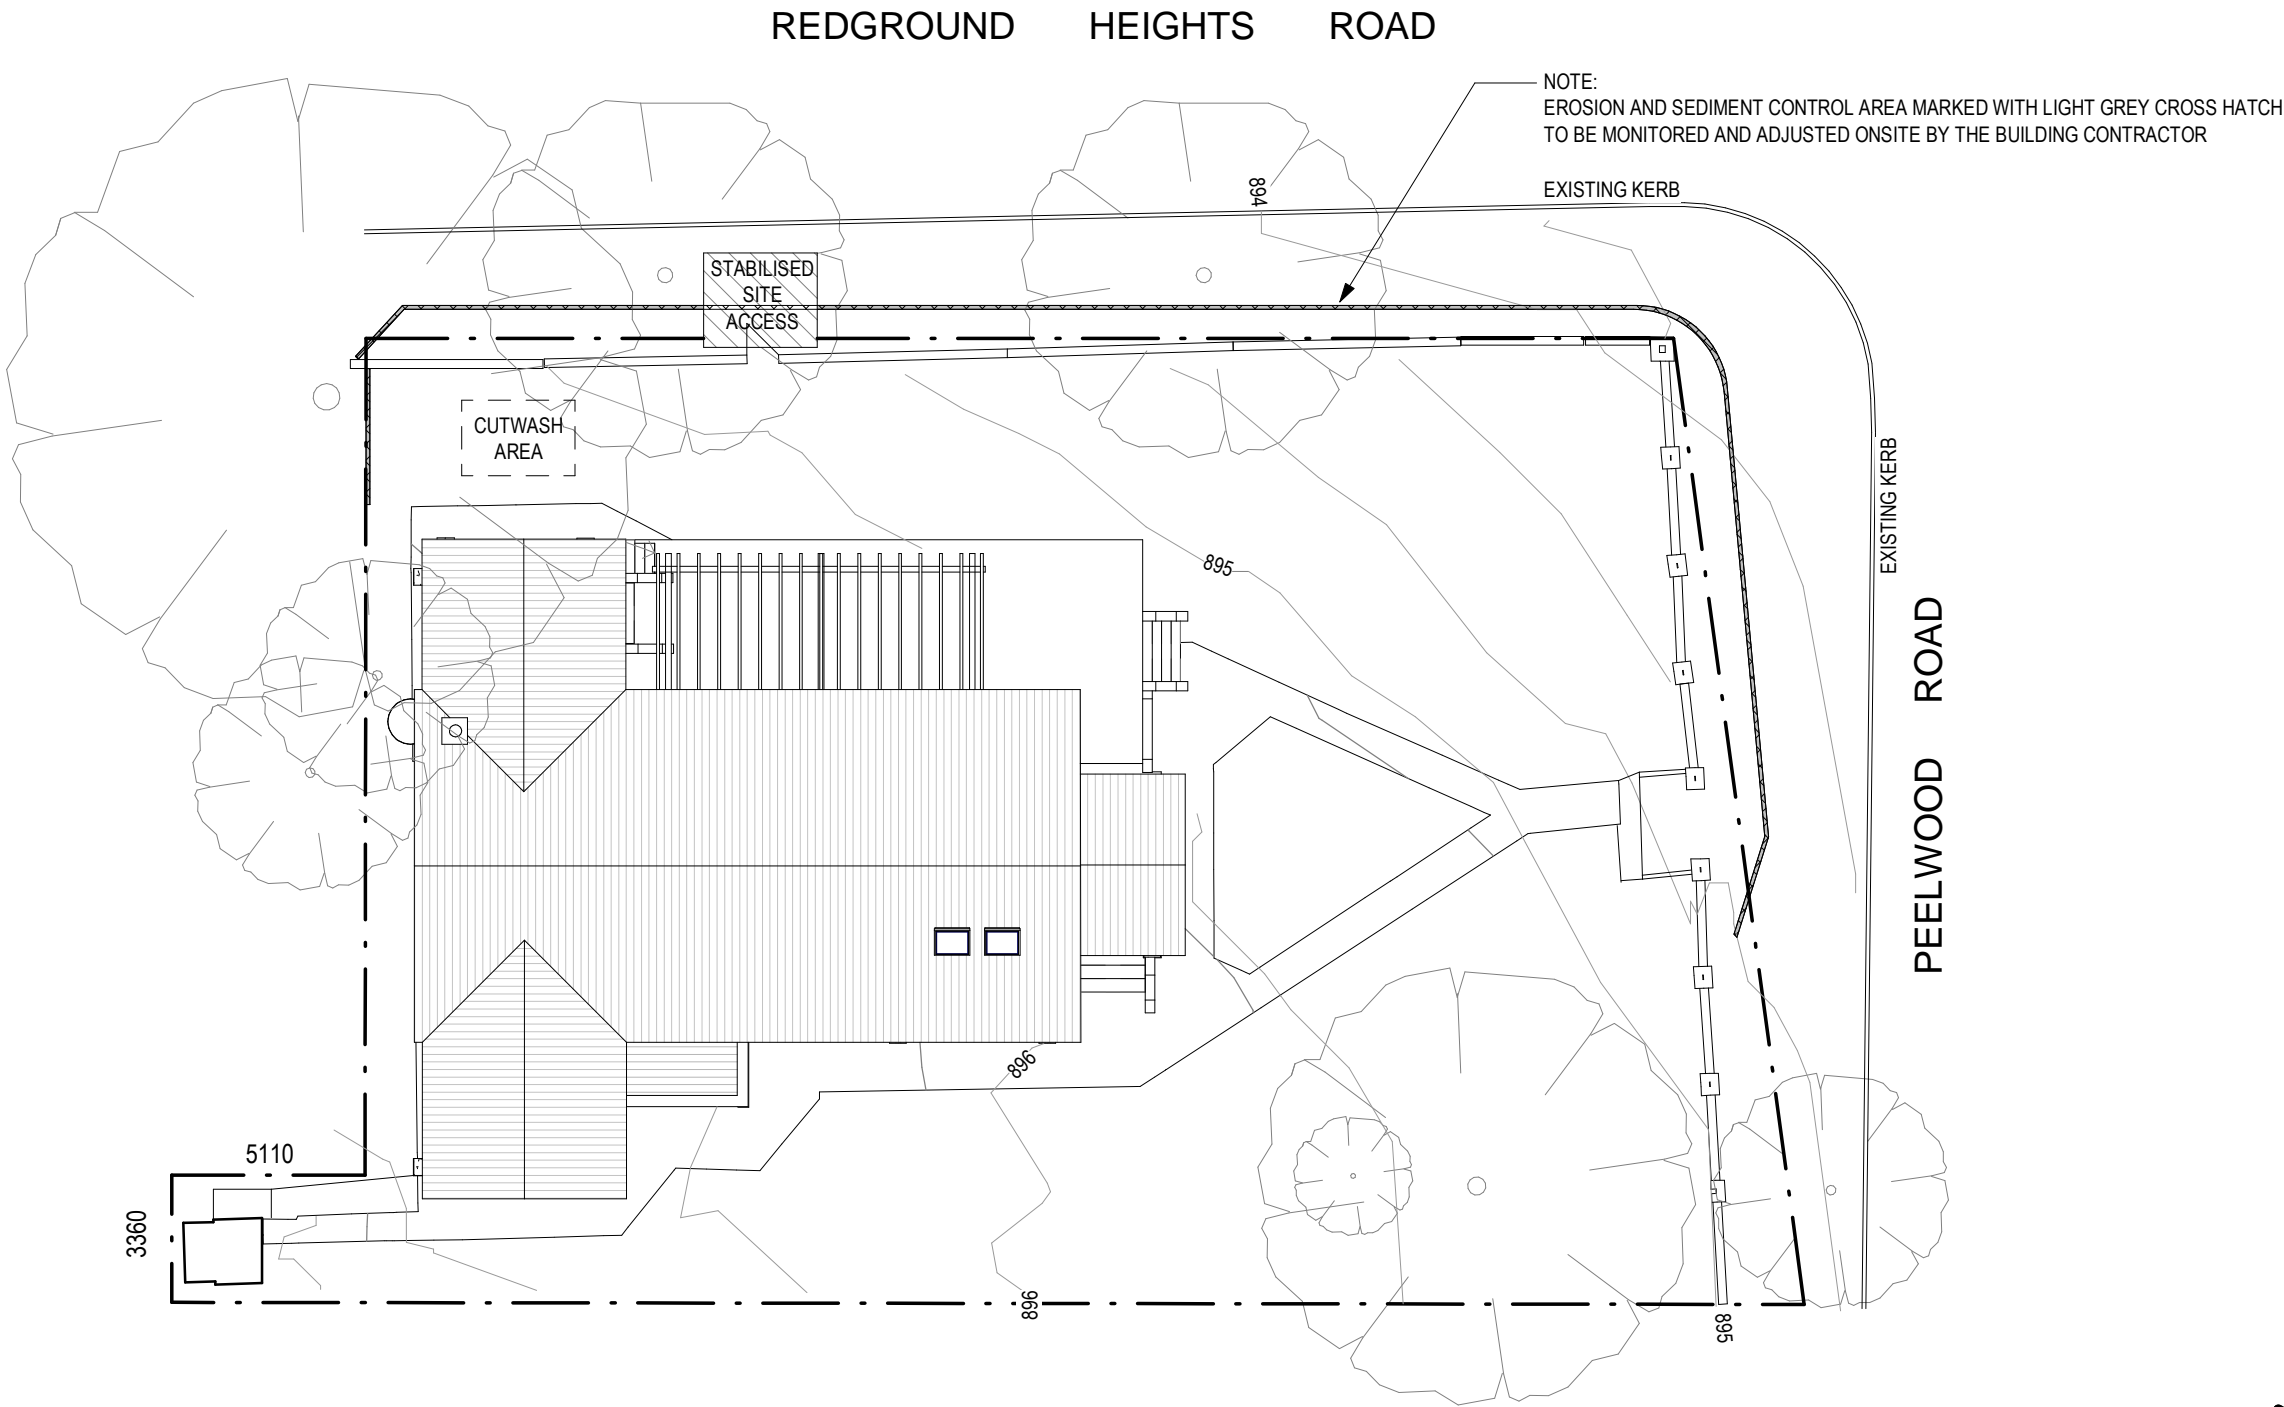 REDGROUND HEIGHTS ROAD
NOTE:
EROSION AND SEDIMENT CONTROL AREA MARKED WITH LIGHT GREY CROSS HATCH
TO BE MONITORED AND ADJUSTED ONSITE BY THE BUILDING CONTRACTOR
EXISTING KERB
894
STABILISED
SITE
ACCESS
CUTWASH
AREA
EXISTING KERB
895
PEELWOOD ROAD
896
5110
3360
896
895